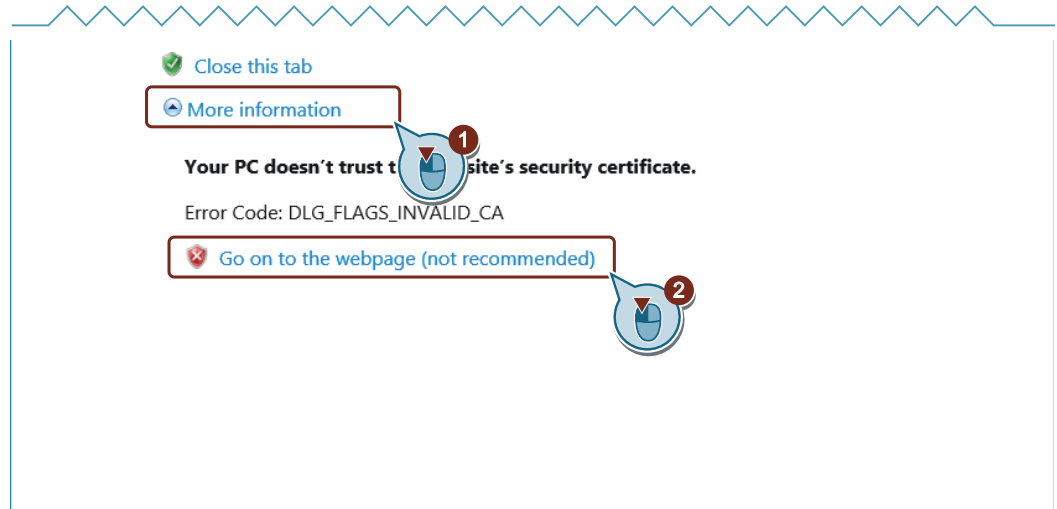 Close this tab
More information
1
Your PC doesn't trust t site's security certificate.
Error Code: DLG_FLAGS_INVALID_CA
Go on to the webpage (not recommended)
2